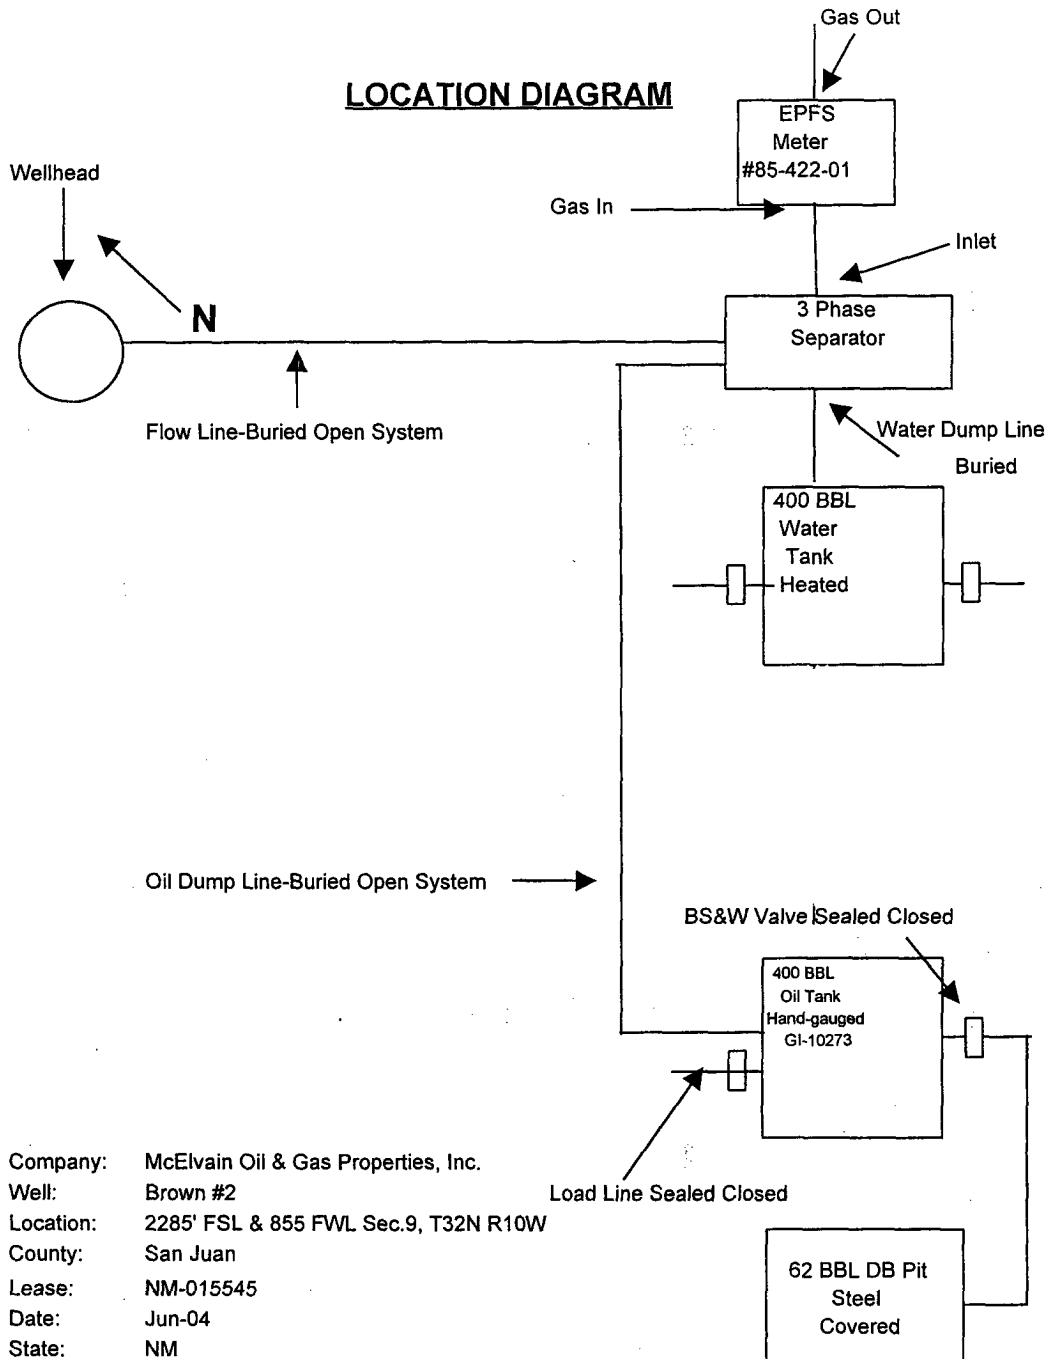 Gas Out
LOCATION DIAGRAM
EPFS
Meter
#85-422-01
Wellhead
Gas In
Inlet
N
3 Phase
Separator
Flow Line-Buried Open System
Water Dump Line
Buried
400 BBL
Water
Tank
Heated
Oil Dump Line-Buried Open System
BS&W Valve Sealed Closed
400 BBL
Oil Tank
Hand-gauged
GI-10273
Load Line Sealed Closed
Company: McElvain Oil & Gas Properties, Inc.
Well: Brown #2
Location: 2285' FSL & 855 FWL Sec.9, T32N R10W
County: San Juan
Lease: NM-015545
Date: Jun-04
State: NM
62 BBL DB Pit
Steel
Covered